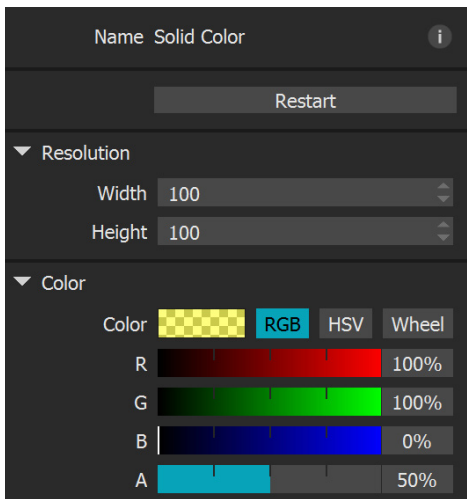 Name Solid Color i
Restart
Resolution
Width 100
Height 100
Color
Color RGB HSV Wheel
R 100%
G 100%
B 0%
A 50%